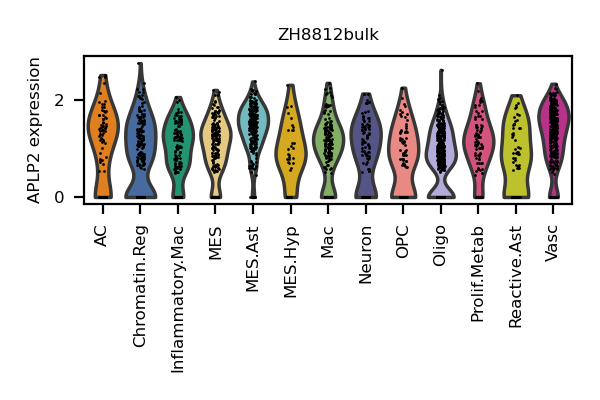 ZH8812bulk
APLP2 expression
2
0
AC
Chromatin.Reg
Inflammatory.Mac
MES
MES.Ast
MES.Hyp
Mac
Neuron
OPC
Oligo
Prolif.Metab
Reactive.Ast
Vasc